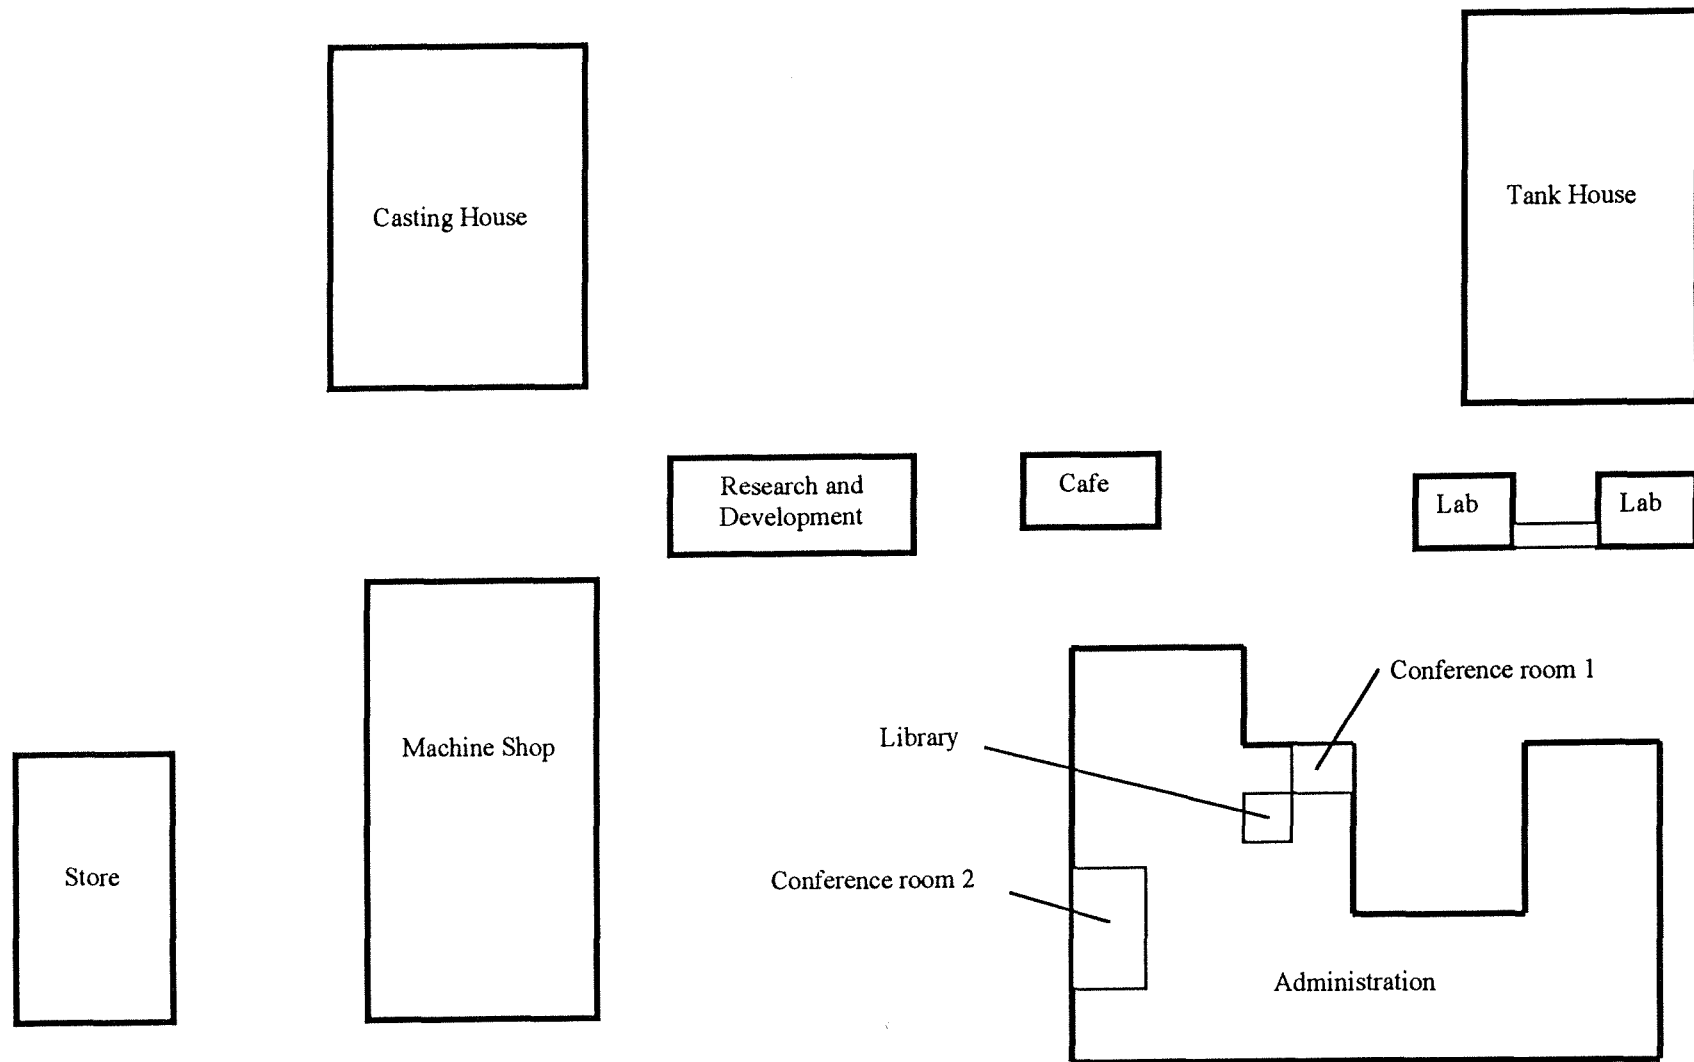 Tank House
Casting House
Research and
Development
Cafe
Lab
Lab
Conference room 1
Library
Machine Shop
Store
Conference room 2
Administration